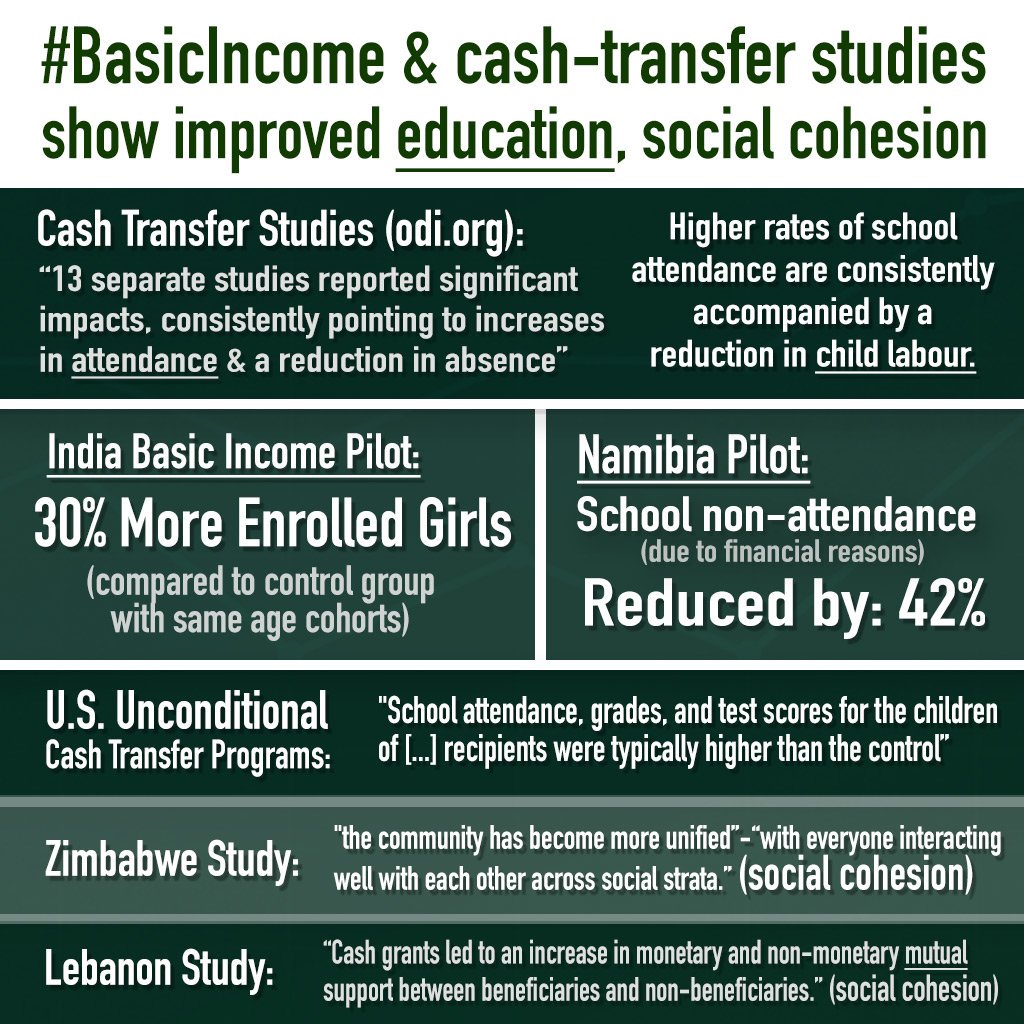 #BasicIncome & cash-transfer studies
show improved education, social cohesion
Cash Transfer Studies (odi.org):
“13 separate studies reported significant
impacts, consistently pointing to increases
in attendance & a reduction in absence”
Higher rates of school
attendance are consistently
accompanied by a
reduction in child labour.
India Basic Income Pilot:
30% More Enrolled Girls
(compared to control group
with same age cohorts)
Namibia Pilot:
School non-attendance
(due to financial reasons)
Reduced by: 42%
U.S. Unconditional
Cash Transfer Programs:
"School attendance, grades, and test scores for the children
of [...] recipients were typically higher than the control”
Zimbabwe Study:
"the community has become more unified”-“with everyone interacting
well with each other across social strata.” (social cohesion)
Lebanon Study:
“Cash grants led to an increase in monetary and non-monetary mutual
support between beneficiaries and non-beneficiaries.” (social cohesion)